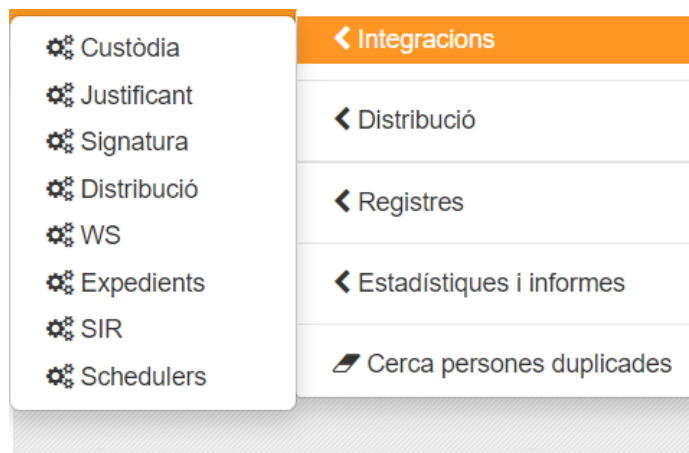 Custòdia
Justificant
Signatura
Distribució
WS
Expedients
SIR
Schedulers
Integracions
Distribució
Registres
Estadístiques i informes
Cerca persones duplicades